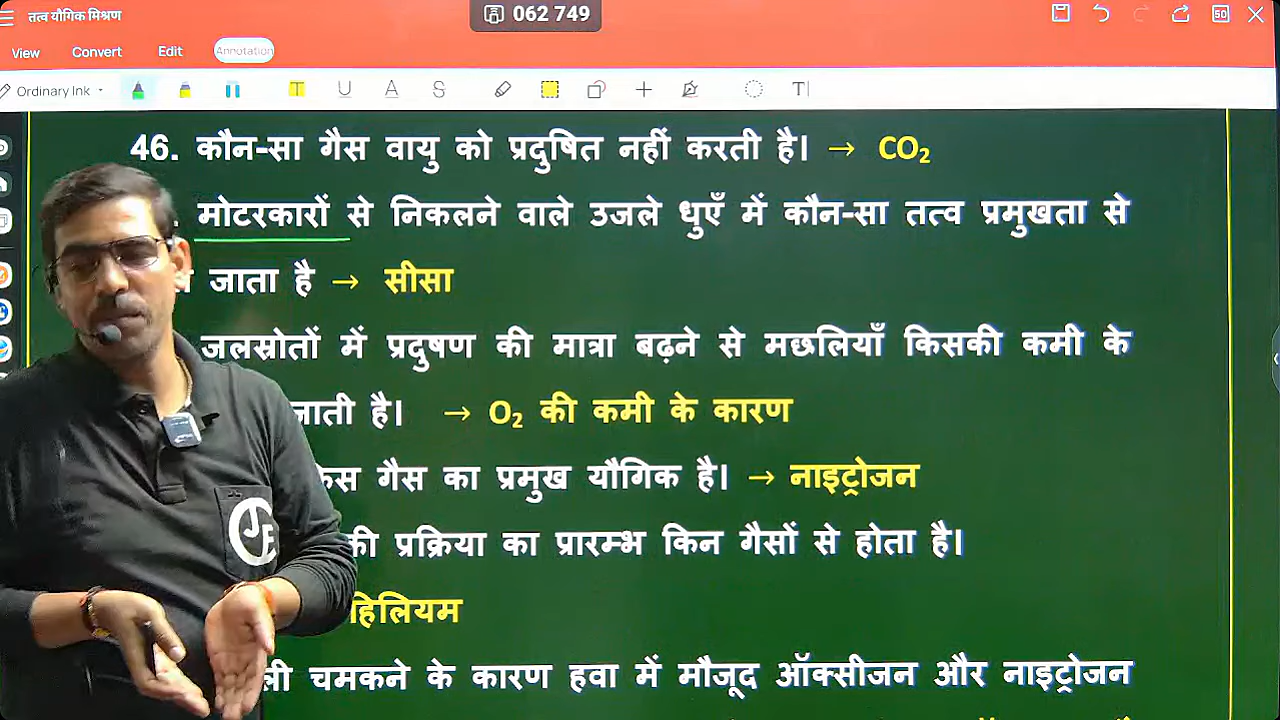 तत्व यौगिक मिश्रण
062 749
50
View Convert Edit Annotation
Ordinary Ink
46. कौन-सा गैस वायु को प्रदुषित नहीं करती है। → CO₂
मोटरकारों से निकलने वाले उजले धुएँ में कौन-सा तत्व प्रमुखता से
जाता है → सीसा
जलस्रोतों में प्रदुषण की मात्रा बढ़ने से मछलियाँ किसकी कमी के
जाती है। → O₂ की कमी के कारण
गैस का प्रमुख यौगिक है। → नाइट्रोजन
की प्रक्रिया का प्रारम्भ किन गैसों से होता है।
हिलियम
चमकने के कारण हवा में मौजूद ऑक्सीजन और नाइट्रोजन